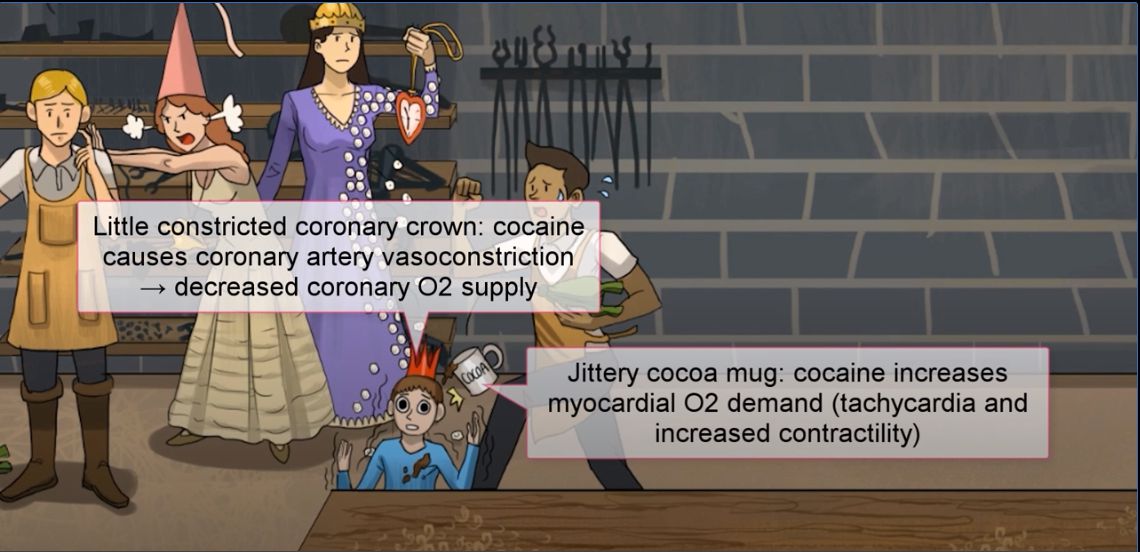 Little constricted coronary crown: cocaine
causes coronary artery vasoconstriction
→ decreased coronary O2 supply
COCOA
Jittery cocoa mug: cocaine increases
myocardial O2 demand (tachycardia and
increased contractility)